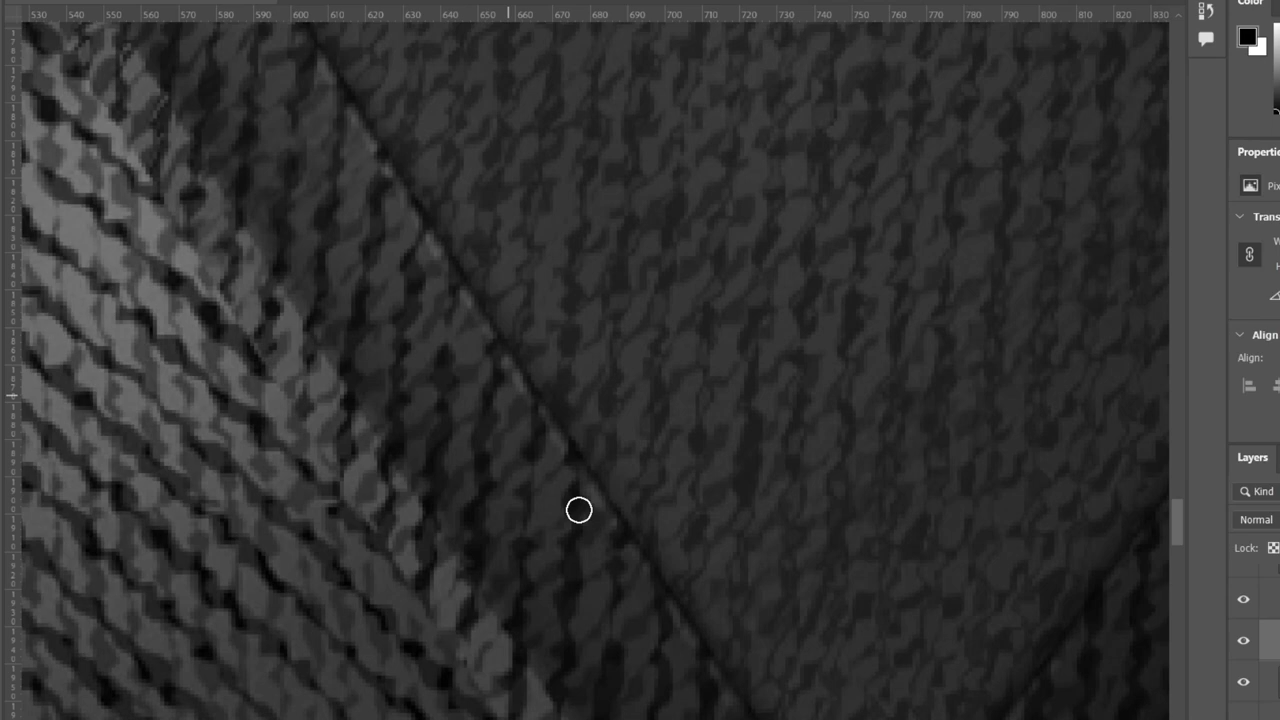 530 540 550 560 570 580 590 600 610 620 630 640 650 660 670 680 690 700 710 720 730 740 750 760 770 780 790 800 810 820 830
Color
Properti
Pi
Trans
W
H
Align
Align:
Layers
Kind
Normal
Lock: